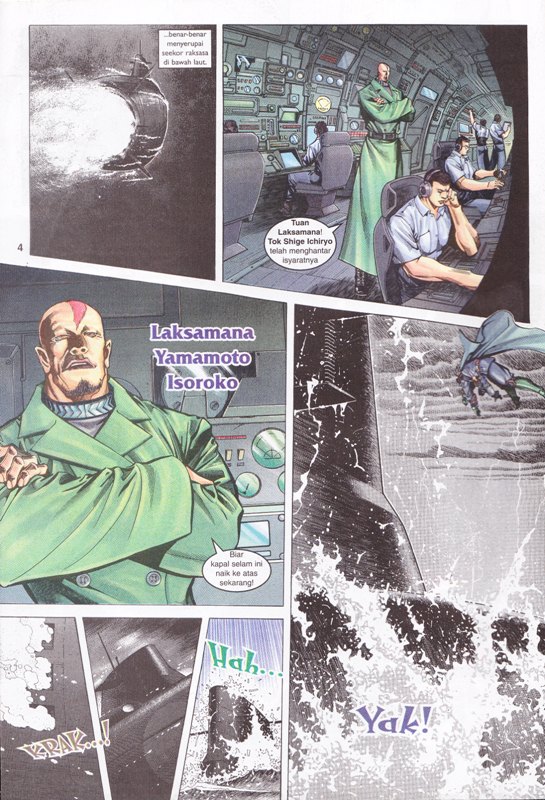 ...benar-benar
menyerupai
seekor raksasa
di bawah laut.
Tuan
Laksamana!
Tok Shige Ichiryo
telah menghantar
isyaratnya
4
Laksamana
Yamamoto
Isoroko
Biar
kapal selam ini
naik ke atas
sekarang!
KRAK...!
Hah...
Yak!